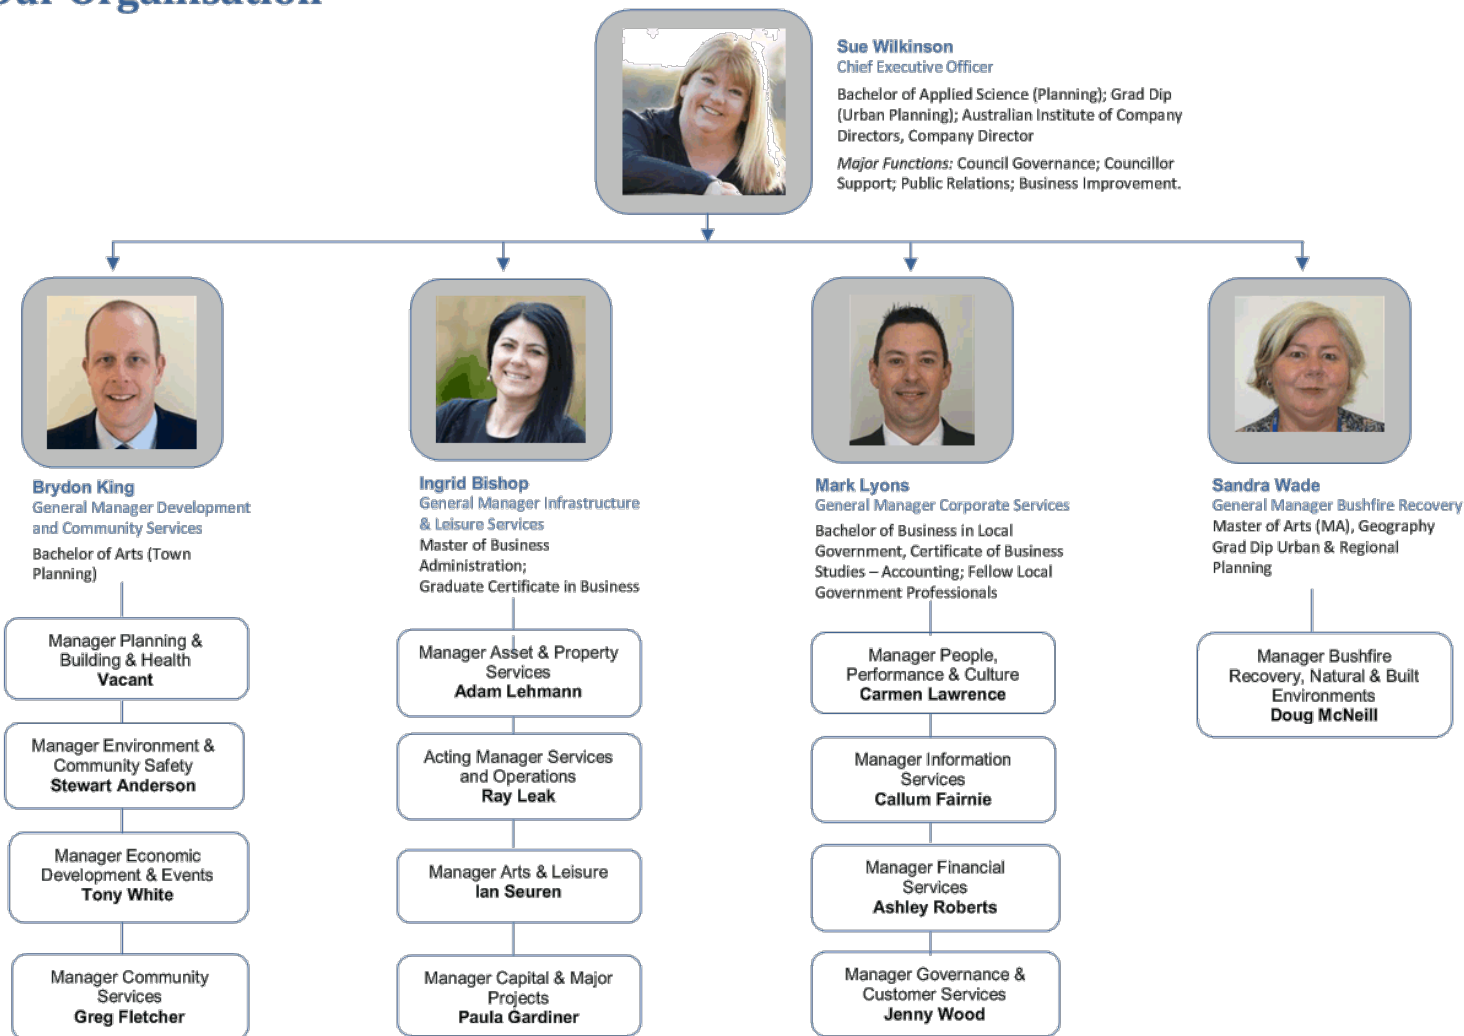 Our Organisation
Sue Wilkinson
Chief Executive Officer
Bachelor of Applied Science (Planning); Grad Dip
(Urban Planning); Australian Institute of Company
Directors, Company Director
Major Functions: Council Governance; Councillor
Support; Public Relations; Business Improvement.
Brydon King
General Manager Development
and Community Services
Bachelor of Arts (Town
Planning)
Manager Planning &
Building & Health
Vacant
Manager Environment &
Community Safety
Stewart Anderson
Manager Economic
Development & Events
Tony White
Manager Community
Services
Greg Fletcher
Ingrid Bishop
General Manager Infrastructure
& Leisure Services
Master of Business
Administration;
Graduate Certificate in Business
Manager Asset & Property
Services
Adam Lehmann
Acting Manager Services
and Operations
Ray Leak
Manager Arts & Leisure
Ian Seuren
Manager Capital & Major
Projects
Paula Gardiner
Mark Lyons
General Manager Corporate Services
Bachelor of Business in Local
Government, Certificate of Business
Studies – Accounting; Fellow Local
Government Professionals
Manager People,
Performance & Culture
Carmen Lawrence
Manager Information
Services
Callum Fairnie
Manager Financial
Services
Ashley Roberts
Manager Governance &
Customer Services
Jenny Wood
Sandra Wade
General Manager Bushfire Recovery
Master of Arts (MA), Geography
Grad Dip Urban & Regional
Planning
Manager Bushfire
Recovery, Natural & Built
Environments
Doug McNeill